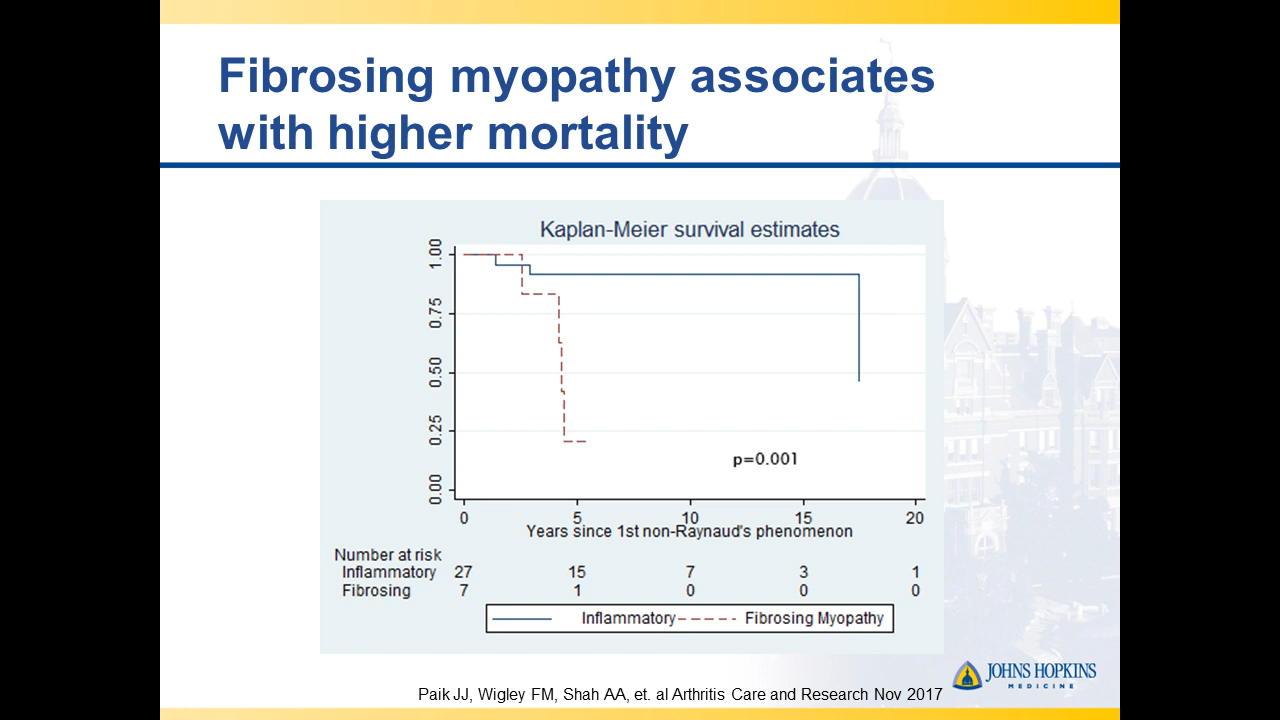 Fibrosing myopathy associates
with higher mortality
Kaplan-Meier survival estimates
1.00
0.75
0.50
0.25
0.00
p=0.001
0 5 10 15 20
Years since 1st non-Raynaud's phenomenon
Number at risk
Inflammatory 27 15 7 3 1
Fibrosing 7 1 0 0 0
Inflammatory Fibrosing Myopathy
JOHNS HOPKINS
MEDICINE
Paik JJ, Wigley FM, Shah AA, et. al Arthritis Care and Research Nov 2017